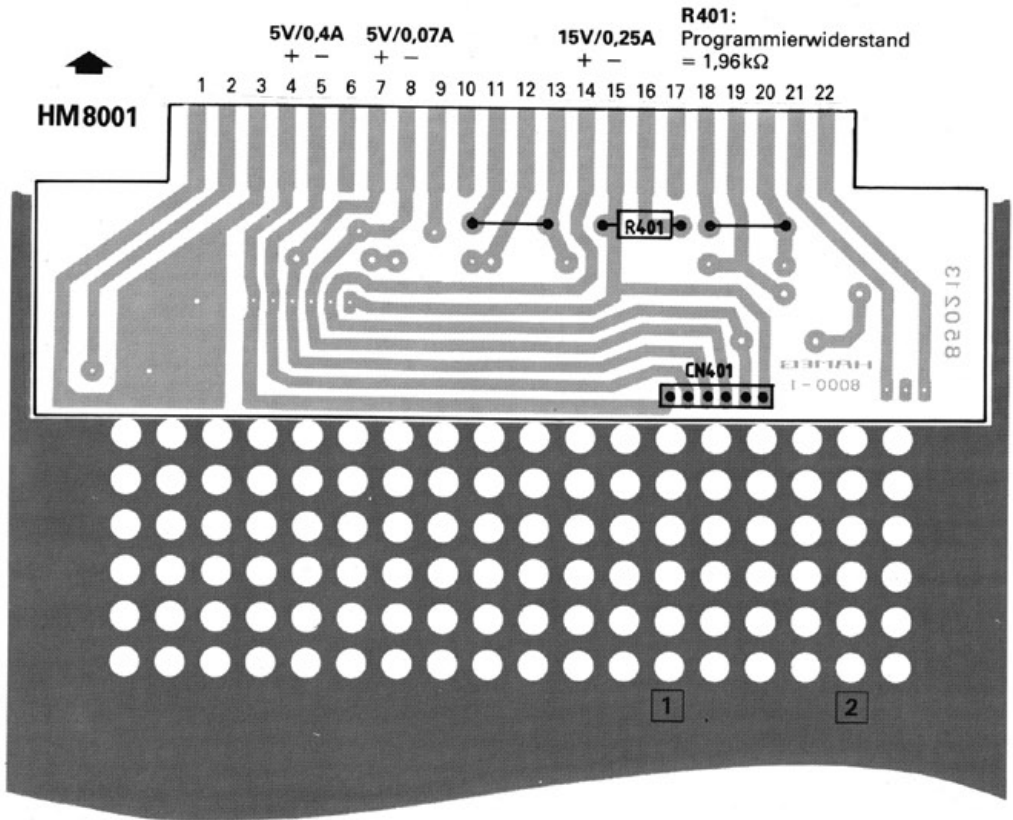 R401:
5V/0,4A 5V/0,07A 15V/0,25A Programmierwiderstand
+ − + − + − = 1,96kΩ
1 2 3 4 5 6 7 8 9 10 11 12 13 14 15 16 17 18 19 20 21 22
HM8001
R401
850213
HAMEG
CN401
8000-1
1 2